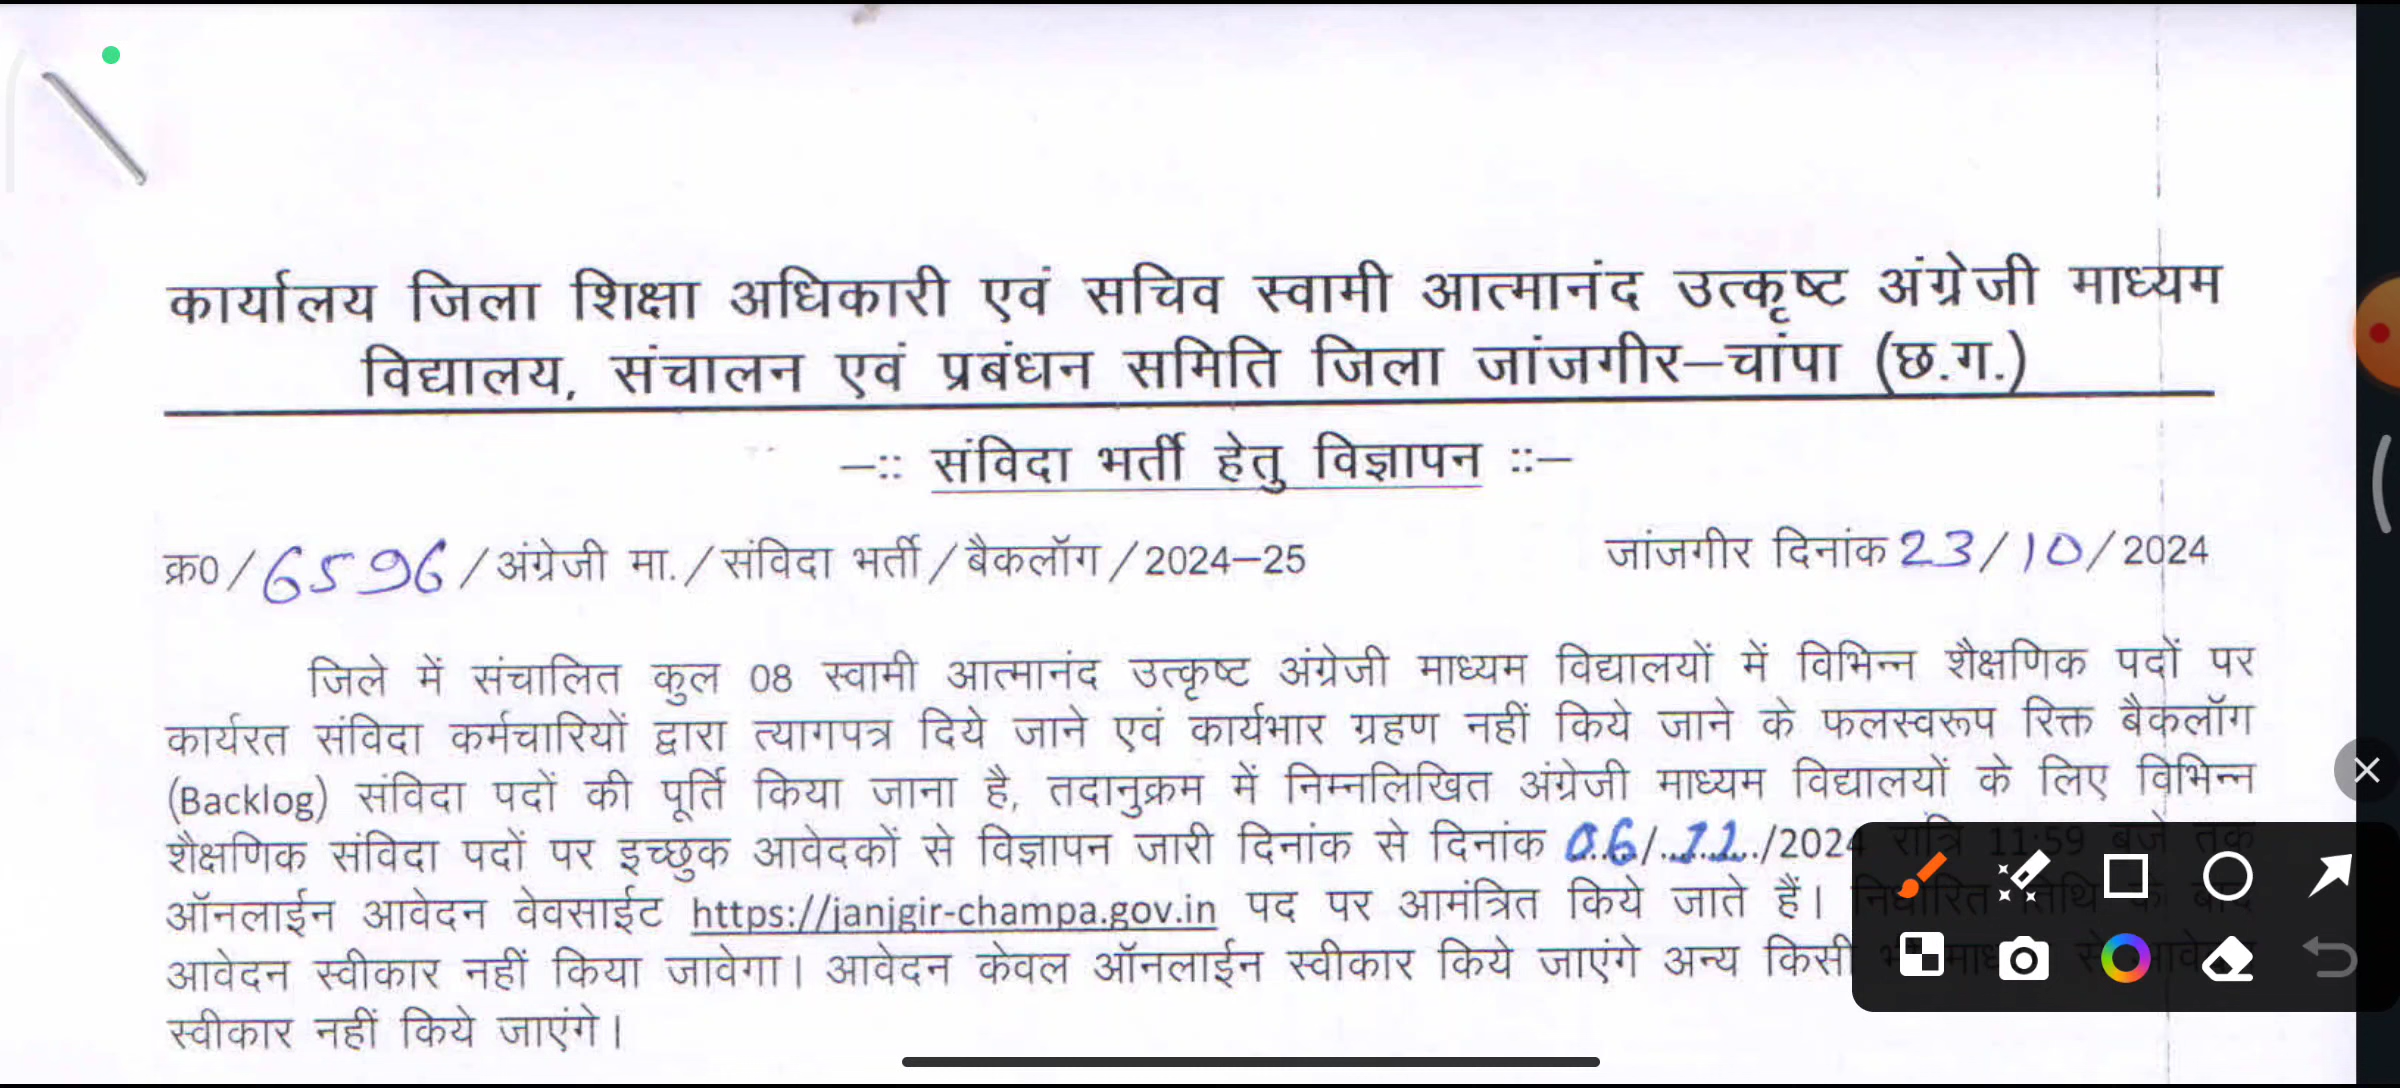 कार्यालय जिला शिक्षा अधिकारी एवं सचिव स्वामी आत्मानंद उत्कृष्ट अंग्रेजी माध्यम
विद्यालय, संचालन एवं प्रबंधन समिति जिला जांजगीर–चांपा (छ.ग.)
–:: संविदा भर्ती हेतु विज्ञापन ::–
क्र0/6596/अंग्रेजी मा./संविदा भर्ती/बैकलॉग/2024–25 जांजगीर दिनांक 23/10/2024
जिले में संचालित कुल 08 स्वामी आत्मानंद उत्कृष्ट अंग्रेजी माध्यम विद्यालयों में विभिन्न शैक्षणिक पदों पर
कार्यरत संविदा कर्मचारियों द्वारा त्यागपत्र दिये जाने एवं कार्यभार ग्रहण नहीं किये जाने के फलस्वरूप रिक्त बैकलॉग
(Backlog) संविदा पदों की पूर्ति किया जाना है, तदानुक्रम में निम्नलिखित अंग्रेजी माध्यम विद्यालयों के लिए विभिन्न
शैक्षणिक संविदा पदों पर इच्छुक आवेदकों से विज्ञापन जारी दिनांक से दिनांक 06/11/2024 रात्रि 11:59 बजे तक
ऑनलाईन आवेदन वेवसाईट https://janjgir-champa.gov.in पद पर आमंत्रित किये जाते हैं। निर्धारित तिथि के बाद
आवेदन स्वीकार नहीं किया जावेगा। आवेदन केवल ऑनलाईन स्वीकार किये जाएंगे अन्य किसी
स्वीकार नहीं किये जाएंगे।